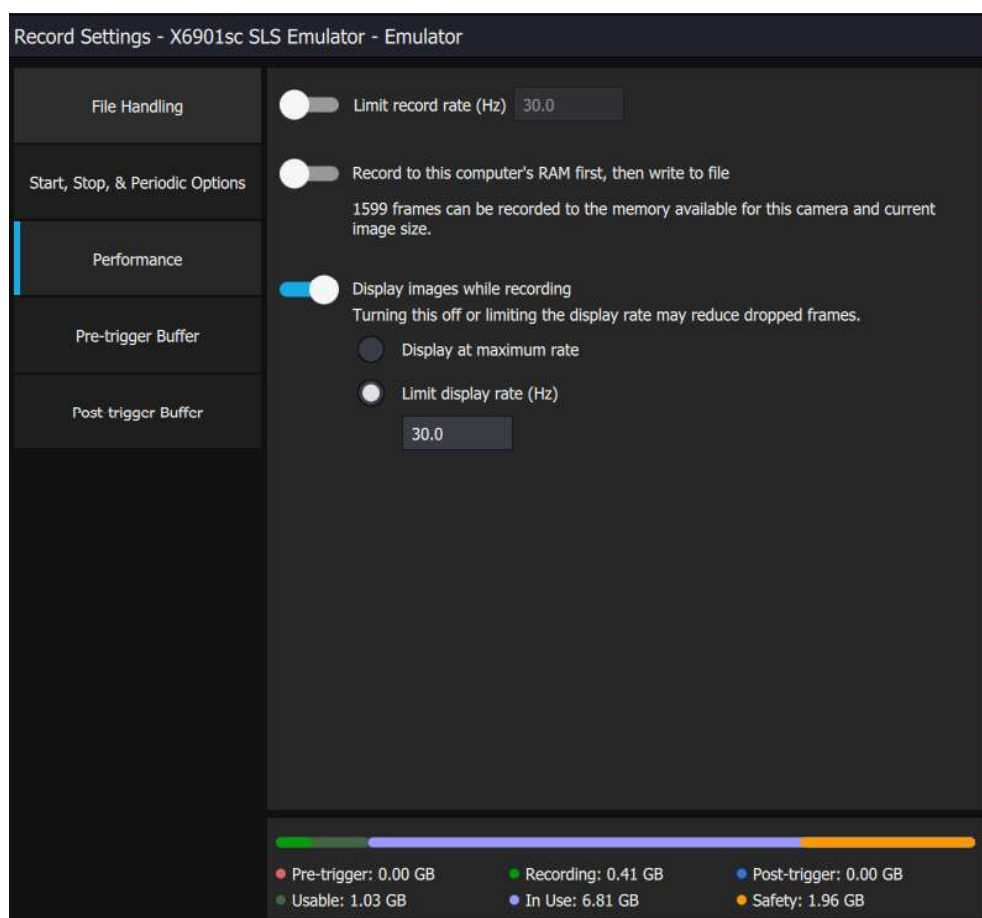 Record Settings - X6901sc SLS Emulator - Emulator
File Handling
Start, Stop, & Periodic Options
Performance
Pre-trigger Buffer
Post trigger Buffer
Limit record rate (Hz) 30.0
Record to this computer's RAM first, then write to file
1599 frames can be recorded to the memory available for this camera and current
image size.
Display images while recording
Turning this off or limiting the display rate may reduce dropped frames.
Display at maximum rate
Limit display rate (Hz)
30.0
Pre-trigger: 0.00 GB
Recording: 0.41 GB
Post-trigger: 0.00 GB
Usable: 1.03 GB
In Use: 6.81 GB
Safety: 1.96 GB